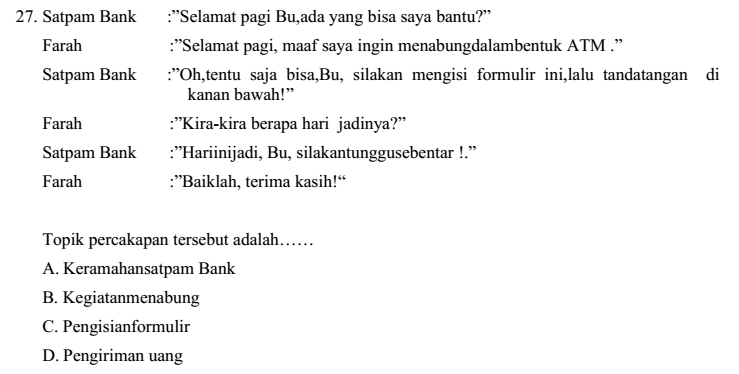 27. Satpam Bank :”Selamat pagi Bu,ada yang bisa saya bantu?”
Farah :”Selamat pagi, maaf saya ingin menabungdalambentuk ATM .”
Satpam Bank :”Oh,tentu saja bisa,Bu, silakan mengisi formulir ini,lalu tandatangan di
kanan bawah!”
Farah :”Kira-kira berapa hari jadinya?”
Satpam Bank :”Hariinijadi, Bu, silakantunggusebentar !.”
Farah :”Baiklah, terima kasih!“
Topik percakapan tersebut adalah……
A. Keramahansatpam Bank
B. Kegiatanmenabung
C. Pengisianformulir
D. Pengiriman uang